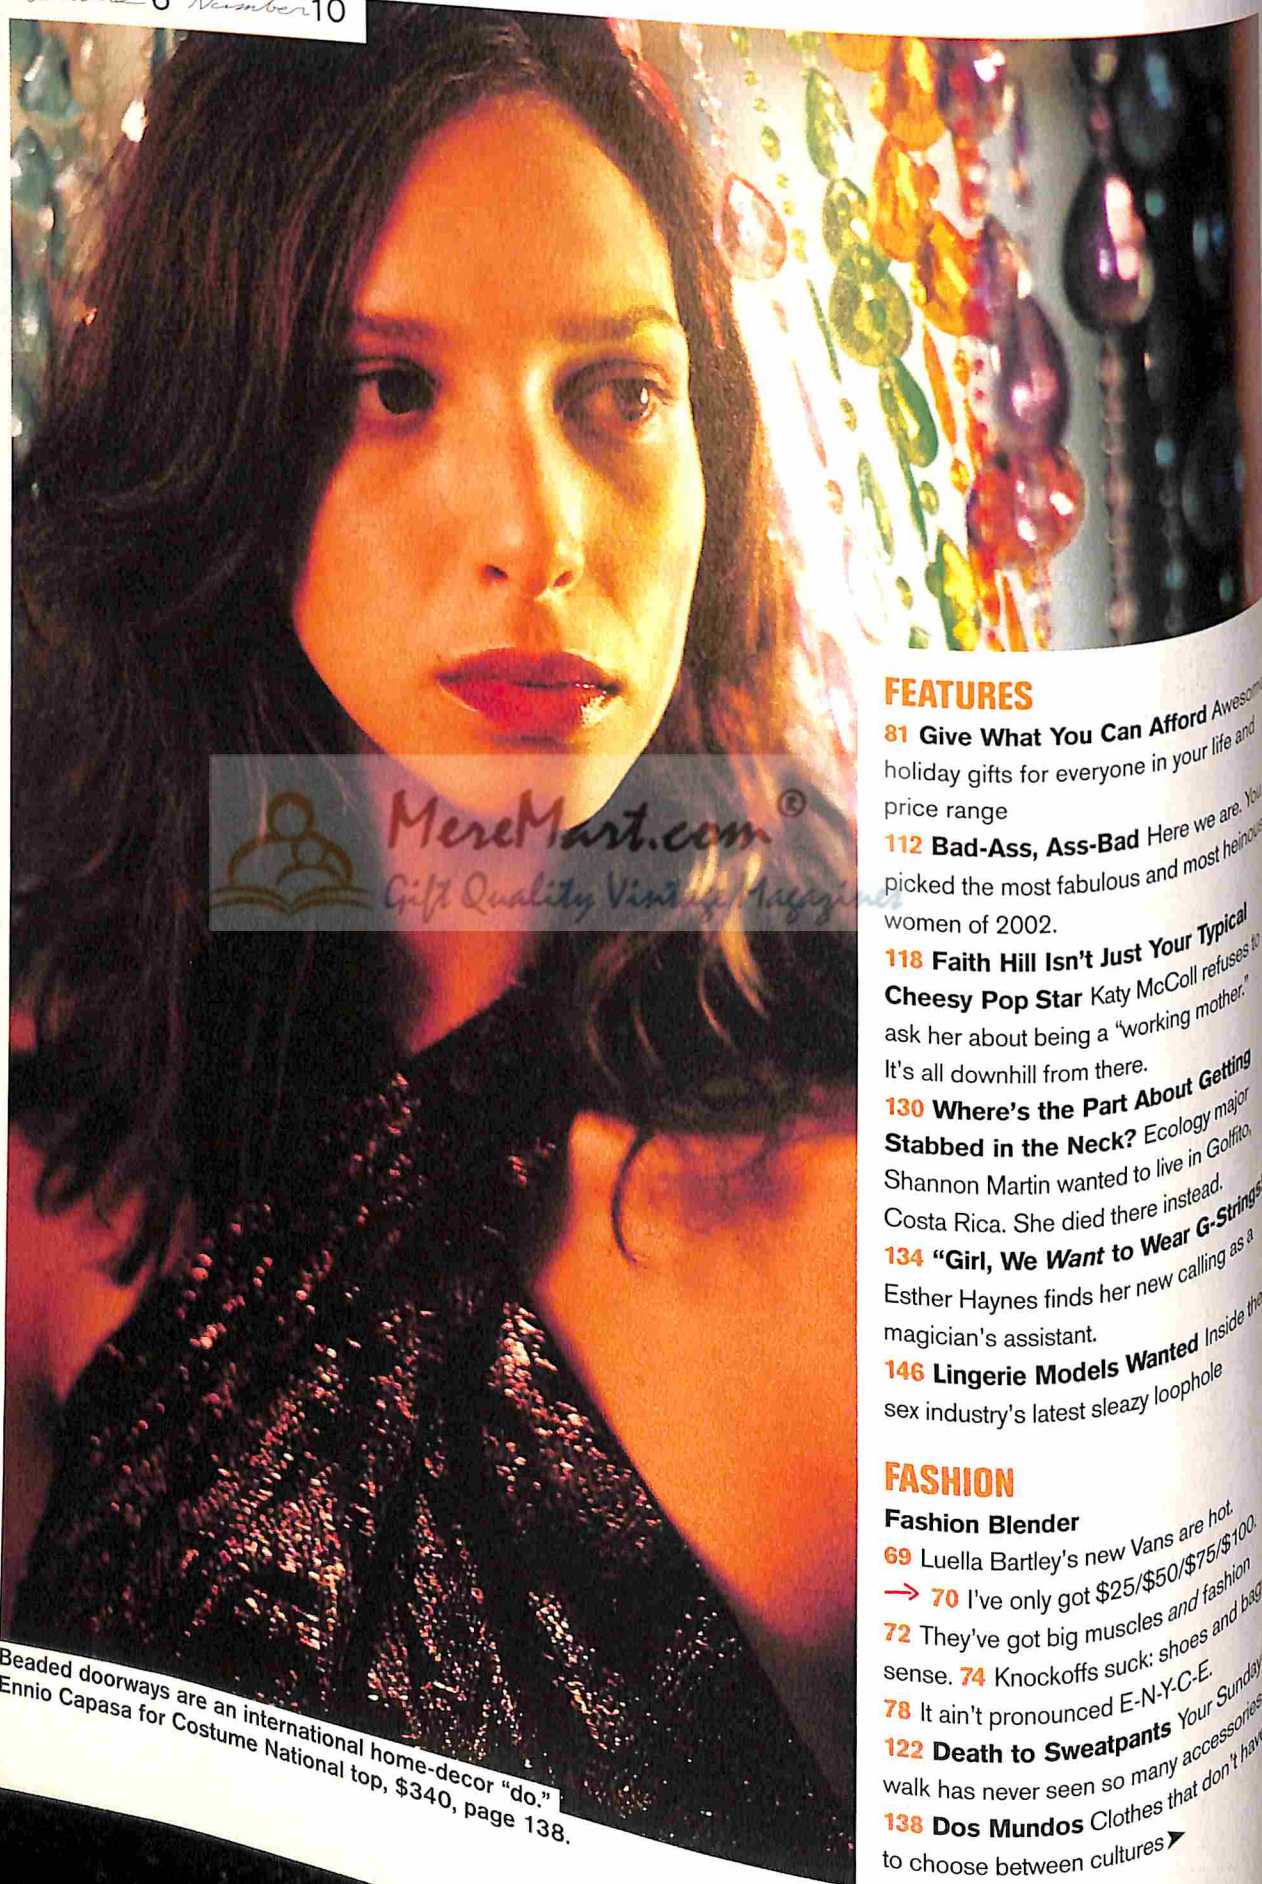 6 Number 10
MereMart.com®
Gift Quality Vintage Magazines
FEATURES
81 Give What You Can Afford
holiday gifts for everyone in your life and
price range
112 Bad-Ass, Ass-Bad Here we are. You
picked the most fabulous and most
women of 2002.
118 Faith Hill Isn't Just Your Typical
Cheesy Pop Star Katy McColl refuses to
ask her about being a "working mother."
It's all downhill from there.
130 Where's the Part About Getting
Stabbed in the Neck? Ecology major
Shannon Martin wanted to live in Golfito,
Costa Rica. She died there instead.
134 "Girl, We Want to Wear G-Strings"
Esther Haynes finds her new calling as a
magician's assistant.
146 Lingerie Models Wanted Inside the
sex industry's latest sleazy loophole
FASHION
Fashion Blender
69 Luella Bartley's new Vans are hot.
→ 70 I've only got $25/$50/$75/$100.
72 They've got big muscles and fashion
sense. 74 Knockoffs suck: shoes and bag
78 It ain't pronounced E-N-Y-C-E.
122 Death to Sweatpants Your Sunday
walk has never seen so many accessories
138 Dos Mundos Clothes that don't have
to choose between cultures ➤
Beaded doorways are an international home-decor "do."
Ennio Capasa for Costume National top, $340, page 138.